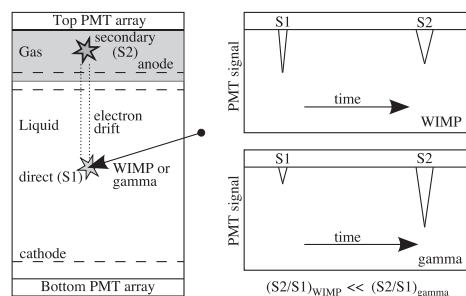 Top PMT array
Gas
secondary
(S2)
anode
Liquid
electron
drift
direct (S1)
WIMP or
gamma
cathode
Bottom PMT array
S1
S2
PMT signal
time
WIMP
S1
S2
PMT signal
time
gamma
(S2/S1)WIMP << (S2/S1)gamma